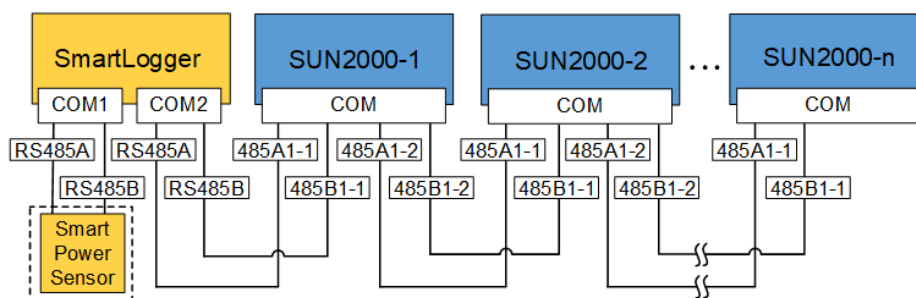 SmartLogger
SUN2000-1
SUN2000-2
...
SUN2000-n
COM1
COM2
COM
COM
COM
RS485A
RS485A
485A1-1
485A1-2
485A1-1
485A1-2
485A1-1
RS485B
RS485B
485B1-1
485B1-2
485B1-1
485B1-2
485B1-1
Smart
Power
Sensor